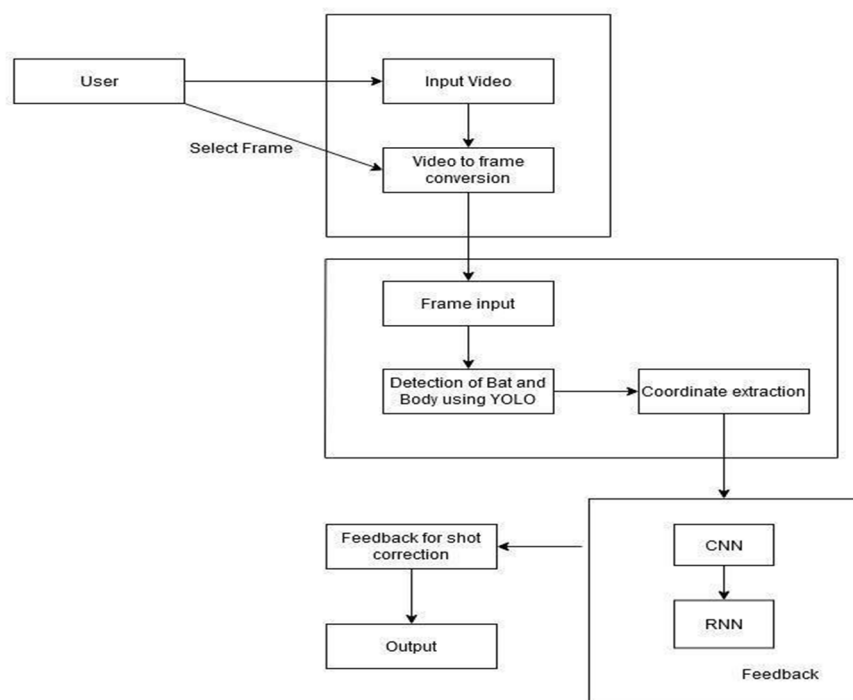 User
Input Video
Select Frame
Video to frame
conversion
Frame input
Detection of Bat and
Body using YOLO
Coordinate extraction
Feedback for shot
correction
CNN
RNN
Output
Feedback